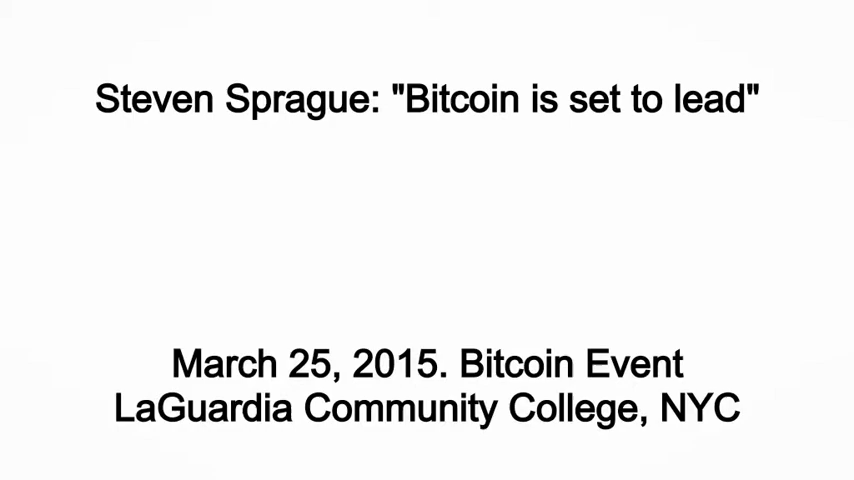 Steven Sprague: "Bitcoin is set to lead"
March 25, 2015. Bitcoin Event
LaGuardia Community College, NYC